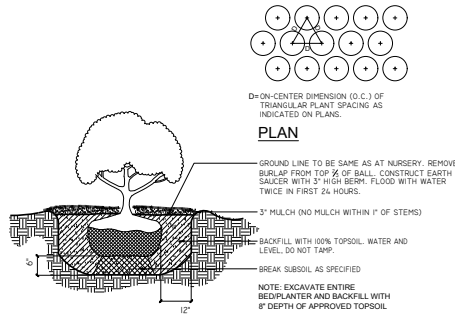 D
D
D
D=ON-CENTER DIMENSION (O.C.) OF
TRIANGULAR PLANT SPACING AS
INDICATED ON PLANS.
PLAN
GROUND LINE TO BE SAME AS AT NURSERY. REMOVE
BURLAP FROM TOP ⅔ OF BALL. CONSTRUCT EARTH
SAUCER WITH 3" HIGH BERM. FLOOD WITH WATER
TWICE IN FIRST 24 HOURS.
3" MULCH (NO MULCH WITHIN 1" OF STEMS)
BACKFILL WITH 100% TOPSOIL. WATER AND
LEVEL, DO NOT TAMP.
BREAK SUBSOIL AS SPECIFIED
NOTE: EXCAVATE ENTIRE
BED/PLANTER AND BACKFILL WITH
8" DEPTH OF APPROVED TOPSOIL
6"
12"